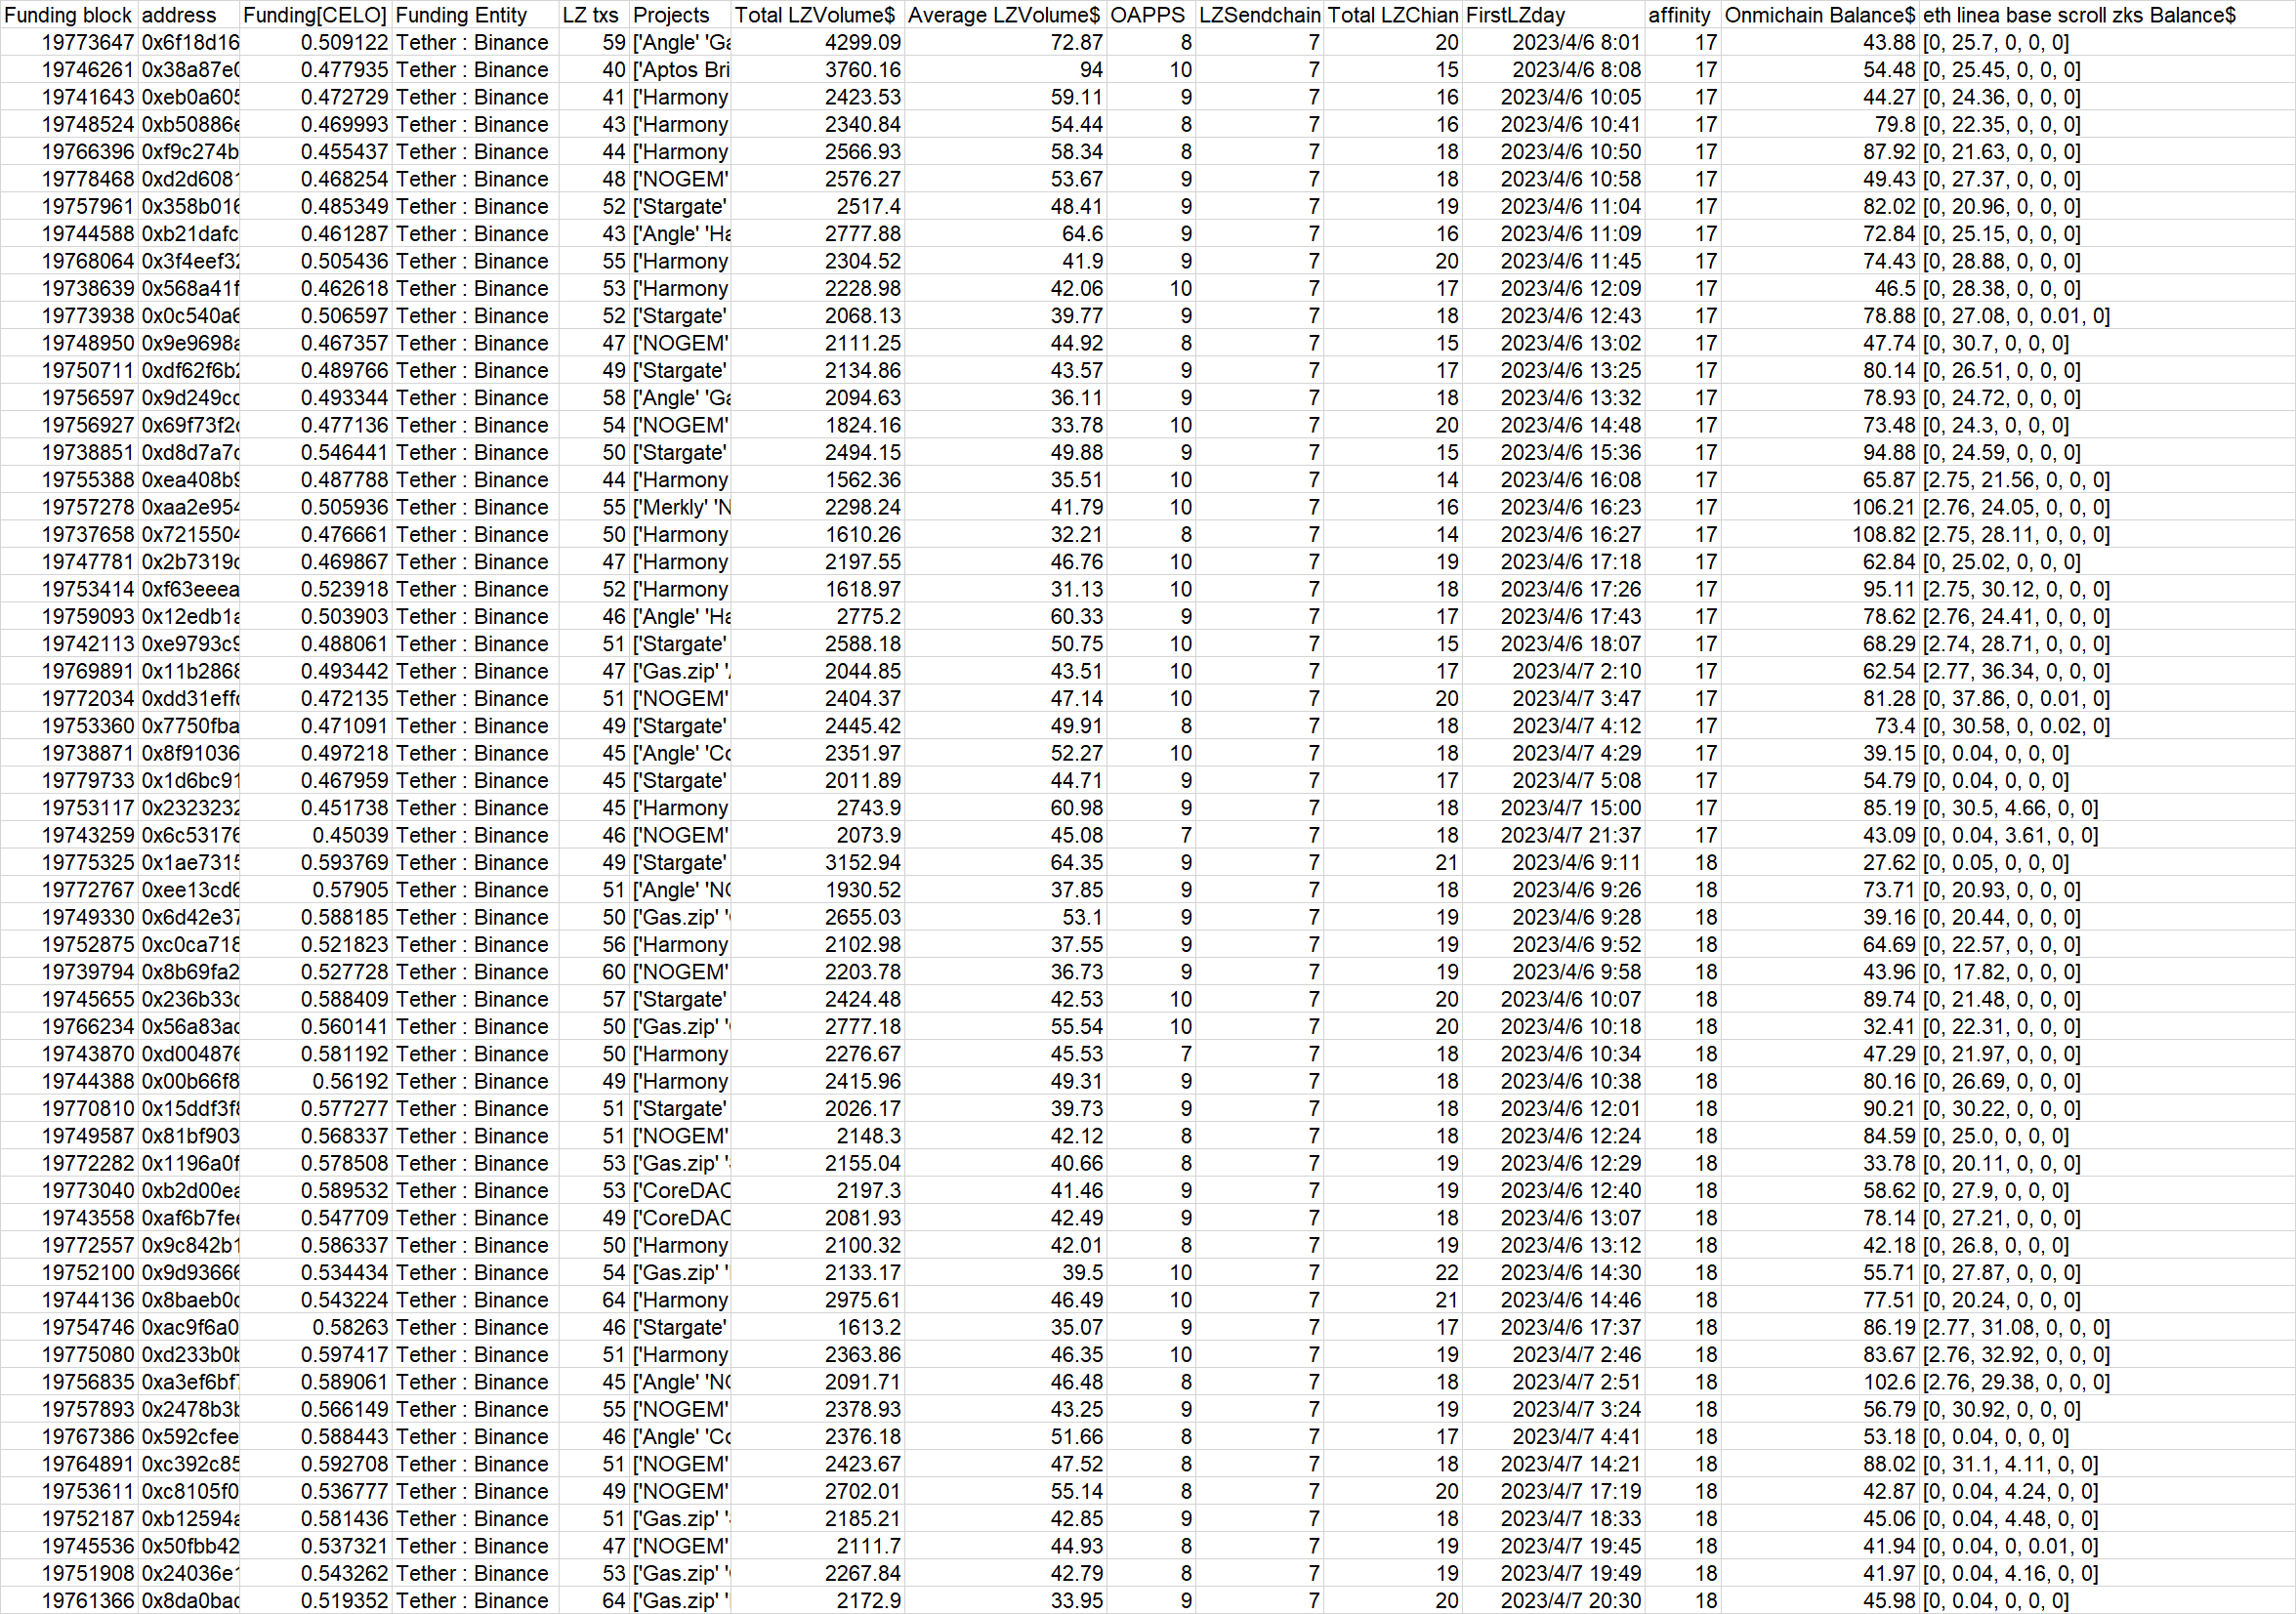 Funding block address Funding[CELO] Funding Entity LZ txs Projects Total LZVolume$ Average LZVolume$ OAPPS LZSendchain Total LZChian FirstLZday affinity Onmichain Balance$ eth linea base scroll zks Balance$
19773647 0x6f18d16 0.509122 Tether : Binance 59 ['Angle' 'Ga 4299.09 72.87 8 7 20 2023/4/6 8:01 17 43.88 [0, 25.7, 0, 0, 0]
19746261 0x38a87e0 0.477935 Tether : Binance 40 ['Aptos Bri 3760.16 94 10 7 15 2023/4/6 8:08 17 54.48 [0, 25.45, 0, 0, 0]
19741643 0xeb0a605 0.472729 Tether : Binance 41 ['Harmony 2423.53 59.11 9 7 16 2023/4/6 10:05 17 44.27 [0, 24.36, 0, 0, 0]
19748524 0xb50886e 0.469993 Tether : Binance 43 ['Harmony 2340.84 54.44 8 7 16 2023/4/6 10:41 17 79.8 [0, 22.35, 0, 0, 0]
19766396 0xf9c274b 0.455437 Tether : Binance 44 ['Harmony 2566.93 58.34 8 7 18 2023/4/6 10:50 17 87.92 [0, 21.63, 0, 0, 0]
19778468 0xd2d6081 0.468254 Tether : Binance 48 ['NOGEM' 2576.27 53.67 9 7 18 2023/4/6 10:58 17 49.43 [0, 27.37, 0, 0, 0]
19757961 0x358b016 0.485349 Tether : Binance 52 ['Stargate' 2517.4 48.41 9 7 19 2023/4/6 11:04 17 82.02 [0, 20.96, 0, 0, 0]
19744588 0xb21dafc 0.461287 Tether : Binance 43 ['Angle' 'Ha 2777.88 64.6 9 7 16 2023/4/6 11:09 17 72.84 [0, 25.15, 0, 0, 0]
19768064 0x3f4eef32 0.505436 Tether : Binance 55 ['Harmony 2304.52 41.9 9 7 20 2023/4/6 11:45 17 74.43 [0, 28.88, 0, 0, 0]
19738639 0x568a41f 0.462618 Tether : Binance 53 ['Harmony 2228.98 42.06 10 7 17 2023/4/6 12:09 17 46.5 [0, 28.38, 0, 0, 0]
19773938 0x0c540a6 0.506597 Tether : Binance 52 ['Stargate' 2068.13 39.77 9 7 18 2023/4/6 12:43 17 78.88 [0, 27.08, 0, 0.01, 0]
19748950 0x9e9698a 0.467357 Tether : Binance 47 ['NOGEM' 2111.25 44.92 8 7 15 2023/4/6 13:02 17 47.74 [0, 30.7, 0, 0, 0]
19750711 0xdf62f6b2 0.489766 Tether : Binance 49 ['Stargate' 2134.86 43.57 9 7 17 2023/4/6 13:25 17 80.14 [0, 26.51, 0, 0, 0]
19756597 0x9d249cc 0.493344 Tether : Binance 58 ['Angle' 'Ga 2094.63 36.11 9 7 18 2023/4/6 13:32 17 78.93 [0, 24.72, 0, 0, 0]
19756927 0x69f73f2c 0.477136 Tether : Binance 54 ['NOGEM' 1824.16 33.78 10 7 20 2023/4/6 14:48 17 73.48 [0, 24.3, 0, 0, 0]
19738851 0xd8d7a7c 0.546441 Tether : Binance 50 ['Stargate' 2494.15 49.88 9 7 15 2023/4/6 15:36 17 94.88 [0, 24.59, 0, 0, 0]
19755388 0xea408b9 0.487788 Tether : Binance 44 ['Harmony 1562.36 35.51 10 7 14 2023/4/6 16:08 17 65.87 [2.75, 21.56, 0, 0, 0]
19757278 0xaa2e954 0.505936 Tether : Binance 55 ['Merkly' 'N 2298.24 41.79 10 7 16 2023/4/6 16:23 17 106.21 [2.76, 24.05, 0, 0, 0]
19737658 0x7215504 0.476661 Tether : Binance 50 ['Harmony 1610.26 32.21 8 7 14 2023/4/6 16:27 17 108.82 [2.75, 28.11, 0, 0, 0]
19747781 0x2b7319c 0.469867 Tether : Binance 47 ['Harmony 2197.55 46.76 10 7 19 2023/4/6 17:18 17 62.84 [0, 25.02, 0, 0, 0]
19753414 0xf63eeea 0.523918 Tether : Binance 52 ['Harmony 1618.97 31.13 10 7 18 2023/4/6 17:26 17 95.11 [2.75, 30.12, 0, 0, 0]
19759093 0x12edb1a 0.503903 Tether : Binance 46 ['Angle' 'Ha 2775.2 60.33 9 7 17 2023/4/6 17:43 17 78.62 [2.76, 24.41, 0, 0, 0]
19742113 0xe9793c9 0.488061 Tether : Binance 51 ['Stargate' 2588.18 50.75 10 7 15 2023/4/6 18:07 17 68.29 [2.74, 28.71, 0, 0, 0]
19769891 0x11b2868 0.493442 Tether : Binance 47 ['Gas.zip' 2044.85 43.51 10 7 17 2023/4/7 2:10 17 62.54 [2.77, 36.34, 0, 0, 0]
19772034 0xdd31effc 0.472135 Tether : Binance 51 ['NOGEM' 2404.37 47.14 10 7 20 2023/4/7 3:47 17 81.28 [0, 37.86, 0, 0.01, 0]
19753360 0x7750fba 0.471091 Tether : Binance 49 ['Stargate' 2445.42 49.91 8 7 18 2023/4/7 4:12 17 73.4 [0, 30.58, 0, 0.02, 0]
19738871 0x8f91036 0.497218 Tether : Binance 45 ['Angle' 'Co 2351.97 52.27 10 7 18 2023/4/7 4:29 17 39.15 [0, 0.04, 0, 0, 0]
19779733 0x1d6bc91 0.467959 Tether : Binance 45 ['Stargate' 2011.89 44.71 9 7 17 2023/4/7 5:08 17 54.79 [0, 0.04, 0, 0, 0]
19753117 0x2323232 0.451738 Tether : Binance 45 ['Harmony 2743.9 60.98 9 7 18 2023/4/7 15:00 17 85.19 [0, 30.5, 4.66, 0, 0]
19743259 0x6c53176 0.45039 Tether : Binance 46 ['NOGEM' 2073.9 45.08 7 7 18 2023/4/7 21:37 17 43.09 [0, 0.04, 3.61, 0, 0]
19775325 0x1ae7315 0.593769 Tether : Binance 49 ['Stargate' 3152.94 64.35 9 7 21 2023/4/6 9:11 18 27.62 [0, 0.05, 0, 0, 0]
19772767 0xee13cd6 0.57905 Tether : Binance 51 ['Angle' 'NO 1930.52 37.85 9 7 18 2023/4/6 9:26 18 73.71 [0, 20.93, 0, 0, 0]
19749330 0x6d42e37 0.588185 Tether : Binance 50 ['Gas.zip' 2655.03 53.1 9 7 19 2023/4/6 9:28 18 39.16 [0, 20.44, 0, 0, 0]
19752875 0xc0ca718 0.521823 Tether : Binance 56 ['Harmony 2102.98 37.55 9 7 19 2023/4/6 9:52 18 64.69 [0, 22.57, 0, 0, 0]
19739794 0x8b69fa2 0.527728 Tether : Binance 60 ['NOGEM' 2203.78 36.73 9 7 19 2023/4/6 9:58 18 43.96 [0, 17.82, 0, 0, 0]
19745655 0x236b33c 0.588409 Tether : Binance 57 ['Stargate' 2424.48 42.53 10 7 20 2023/4/6 10:07 18 89.74 [0, 21.48, 0, 0, 0]
19766234 0x56a83ac 0.560141 Tether : Binance 50 ['Gas.zip' 2777.18 55.54 10 7 20 2023/4/6 10:18 18 32.41 [0, 22.31, 0, 0, 0]
19743870 0xd004876 0.581192 Tether : Binance 50 ['Harmony 2276.67 45.53 7 7 18 2023/4/6 10:34 18 47.29 [0, 21.97, 0, 0, 0]
19744388 0x00b66f8 0.56192 Tether : Binance 49 ['Harmony 2415.96 49.31 9 7 18 2023/4/6 10:38 18 80.16 [0, 26.69, 0, 0, 0]
19770810 0x15ddf3f8 0.577277 Tether : Binance 51 ['Stargate' 2026.17 39.73 9 7 18 2023/4/6 12:01 18 90.21 [0, 30.22, 0, 0, 0]
19749587 0x81bf903 0.568337 Tether : Binance 51 ['NOGEM' 2148.3 42.12 8 7 18 2023/4/6 12:24 18 84.59 [0, 25.0, 0, 0, 0]
19772282 0x1196a0f 0.578508 Tether : Binance 53 ['Gas.zip' 2155.04 40.66 8 7 19 2023/4/6 12:29 18 33.78 [0, 20.11, 0, 0, 0]
19773040 0xb2d00ea 0.589532 Tether : Binance 53 ['CoreDAO 2197.3 41.46 9 7 19 2023/4/6 12:40 18 58.62 [0, 27.9, 0, 0, 0]
19743558 0xaf6b7fee 0.547709 Tether : Binance 49 ['CoreDAO 2081.93 42.49 9 7 18 2023/4/6 13:07 18 78.14 [0, 27.21, 0, 0, 0]
19772557 0x9c842b1 0.586337 Tether : Binance 50 ['Harmony 2100.32 42.01 8 7 19 2023/4/6 13:12 18 42.18 [0, 26.8, 0, 0, 0]
19752100 0x9d93666 0.534434 Tether : Binance 54 ['Gas.zip' 2133.17 39.5 10 7 22 2023/4/6 14:30 18 55.71 [0, 27.87, 0, 0, 0]
19744136 0x8baeb0c 0.543224 Tether : Binance 64 ['Harmony 2975.61 46.49 10 7 21 2023/4/6 14:46 18 77.51 [0, 20.24, 0, 0, 0]
19754746 0xac9f6a0 0.58263 Tether : Binance 46 ['Stargate' 1613.2 35.07 9 7 17 2023/4/6 17:37 18 86.19 [2.77, 31.08, 0, 0, 0]
19775080 0xd233b0b 0.597417 Tether : Binance 51 ['Harmony 2363.86 46.35 10 7 19 2023/4/7 2:46 18 83.67 [2.76, 32.92, 0, 0, 0]
19756835 0xa3ef6bf7 0.589061 Tether : Binance 45 ['Angle' 'NO 2091.71 46.48 8 7 18 2023/4/7 2:51 18 102.6 [2.76, 29.38, 0, 0, 0]
19757893 0x2478b3b 0.566149 Tether : Binance 55 ['NOGEM' 2378.93 43.25 9 7 19 2023/4/7 3:24 18 56.79 [0, 30.92, 0, 0, 0]
19767386 0x592cfee 0.588443 Tether : Binance 46 ['Angle' 'Co 2376.18 51.66 8 7 17 2023/4/7 4:41 18 53.18 [0, 0.04, 0, 0, 0]
19764891 0xc392c85 0.592708 Tether : Binance 51 ['NOGEM' 2423.67 47.52 8 7 18 2023/4/7 14:21 18 88.02 [0, 31.1, 4.11, 0, 0]
19753611 0xc8105f0 0.536777 Tether : Binance 49 ['NOGEM' 2702.01 55.14 8 7 20 2023/4/7 17:19 18 42.87 [0, 0.04, 4.24, 0, 0]
19752187 0xb12594a 0.581436 Tether : Binance 51 ['Gas.zip' 2185.21 42.85 9 7 18 2023/4/7 18:33 18 45.06 [0, 0.04, 4.48, 0, 0]
19745536 0x50fbb42 0.537321 Tether : Binance 47 ['NOGEM' 2111.7 44.93 8 7 19 2023/4/7 19:45 18 41.94 [0, 0.04, 0, 0.01, 0]
19751908 0x24036e1 0.543262 Tether : Binance 53 ['Gas.zip' 2267.84 42.79 8 7 19 2023/4/7 19:49 18 41.97 [0, 0.04, 4.16, 0, 0]
19761366 0x8da0bac 0.519352 Tether : Binance 64 ['Gas.zip' 2172.9 33.95 9 7 20 2023/4/7 20:30 18 45.98 [0, 0.04, 0, 0, 0]